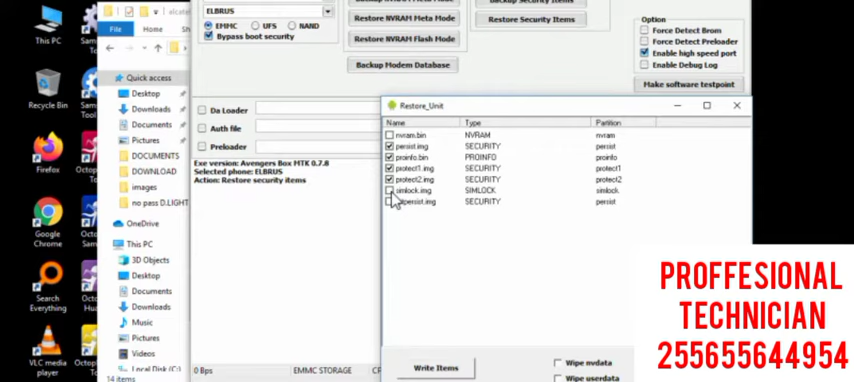 ELBRUS
EMMC UFS NAND
Bypass boot security
Restore NVRAM Meta Mode
Restore NVRAM Flash Mode
Backup Modem Database
Restore Security Items
Option
Force Detect Brom
Force Detect Preloader
Enable high speed port
Enable Debug Log
Make software testpoint
Da Loader
Auth file
Preloader
Exe version: Avengers Box MTK 0.7.8
Selected phone: ELBRUS
Action: Restore security items
0 Bps EMMC STORAGE
Restore_Unit
Name Type Partition
nvram.bin NVRAM nvram
persist.img SECURITY persist
proinfo.bin PROINFO proinfo
protect1.img SECURITY protect1
protect2.img SECURITY protect2
simlock.img SIMLOCK simlock
SECURITY persist
Write Items
Wipe nvdata
Wipe userdata
This PC
Recycle Bin
Firefox
Google
Chrome
Search
Everything
VLC media
player
File Home
Quick access
Desktop
Downloads
Documents
Pictures
DOCUMENTS
DOWNLOAD
images
no pass D.LIGHT
OneDrive
This PC
3D Objects
Desktop
Documents
Downloads
Music
Pictures
Videos
Local Disk (C:)
14 items
PROFFESIONAL
TECHNICIAN
255655644954